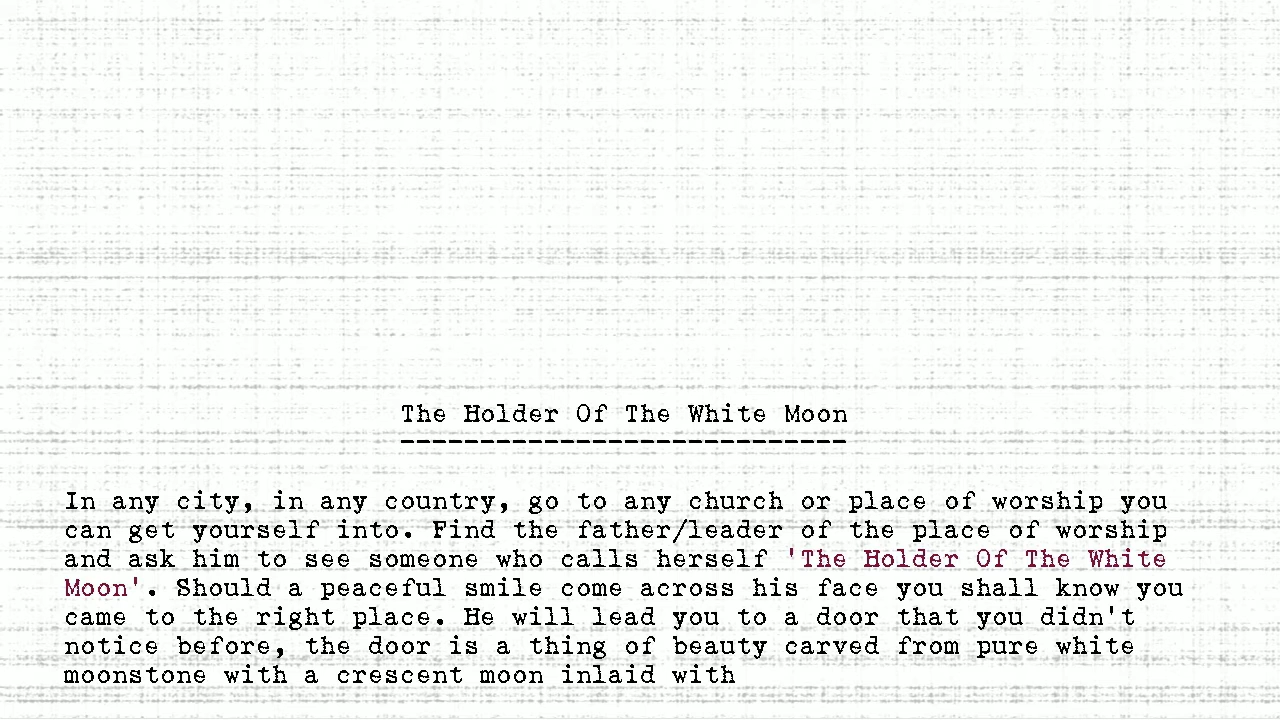 The Holder Of The White Moon
----------------------------
In any city, in any country, go to any church or place of worship you
can get yourself into. Find the father/leader of the place of worship
and ask him to see someone who calls herself 'The Holder Of The White
Moon'. Should a peaceful smile come across his face you shall know you
came to the right place. He will lead you to a door that you didn't
notice before, the door is a thing of beauty carved from pure white
moonstone with a crescent moon inlaid with